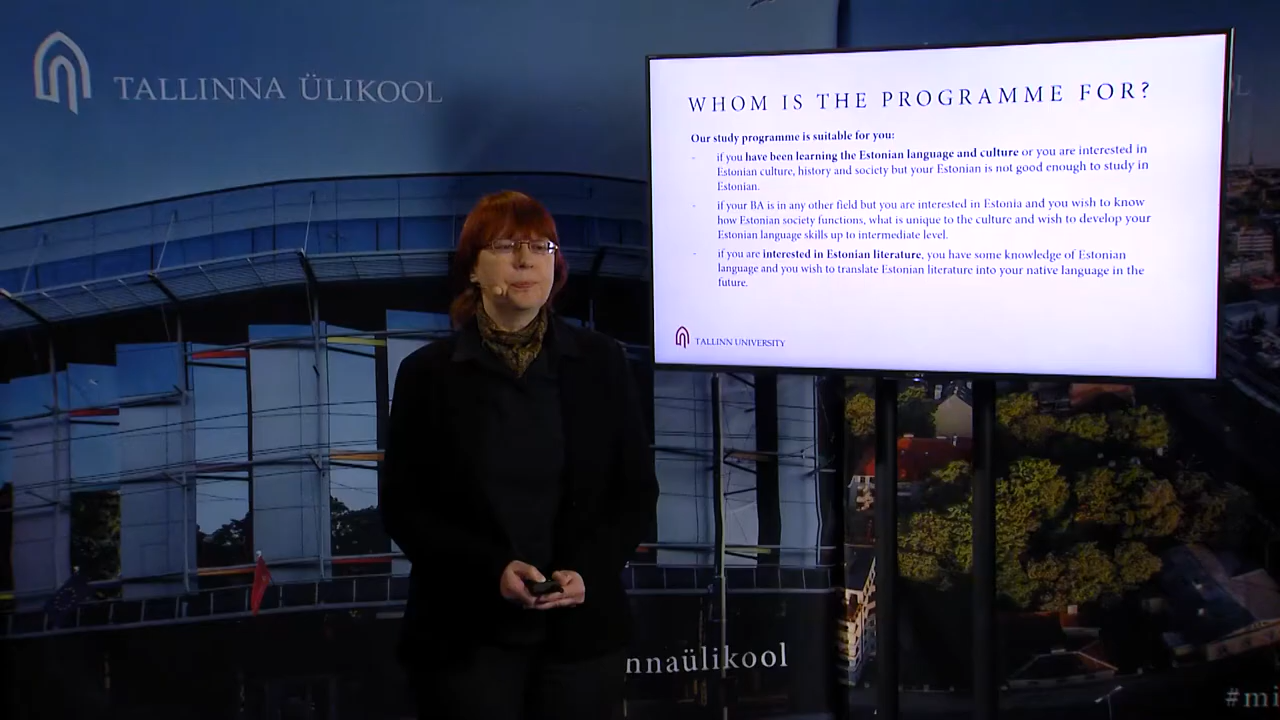 TALLINNA ÜLIKOOL
WHOM IS THE PROGRAMME FOR?
Our study programme is suitable for you:
- if you have been learning the Estonian language and culture or you are interested in
Estonian culture, history and society but your Estonian is not good enough to study in
Estonian.
- if your BA is in any other field but you are interested in Estonia and you wish to know
how Estonian society functions, what is unique to the culture and wish to develop your
Estonian language skills up to intermediate level.
- if you are interested in Estonian literature, you have some knowledge of Estonian
language and you wish to translate Estonian literature into your native language in the
future.
TALLINN UNIVERSITY
nnaülikool
#mi